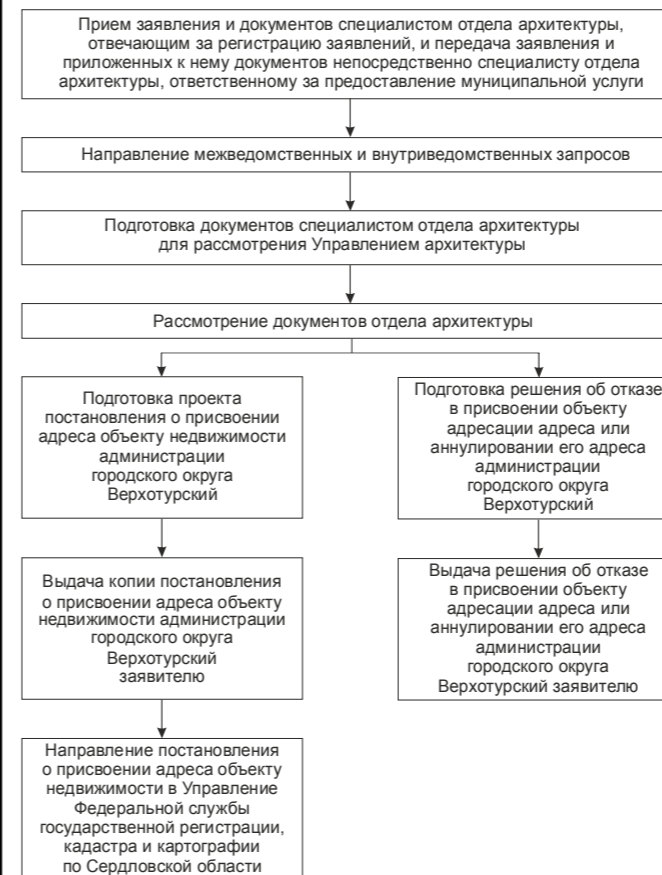 Прием заявления и документов специалистом отдела архитектуры,
отвечающим за регистрацию заявлений, и передача заявления и
приложенных к нему документов непосредственно специалисту отдела
архитектуры, ответственному за предоставление муниципальной услуги
Направление межведомственных и внутриведомственных запросов
Подготовка документов специалистом отдела архитектуры
для рассмотрения Управлением архитектуры
Рассмотрение документов отдела архитектуры
Подготовка проекта
постановления о присвоении
адреса объекту недвижимости
администрации
городского округа
Верхотурский
Выдача копии постановления
о присвоении адреса объекту
недвижимости администрации
городского округа
Верхотурский
заявителю
Направление постановления
о присвоении адреса объекту
недвижимости в Управление
Федеральной службы
государственной регистрации,
кадастра и картографии
по Сердловской области
Подготовка решения об отказе
в присвоении объекту
адресации адреса или
аннулировании его адреса
администрации
городского округа
Верхотурский
Выдача решения об отказе
в присвоении объекту
адресации адреса или
аннулировании его адреса
администрации
городского округа
Верхотурский заявителю